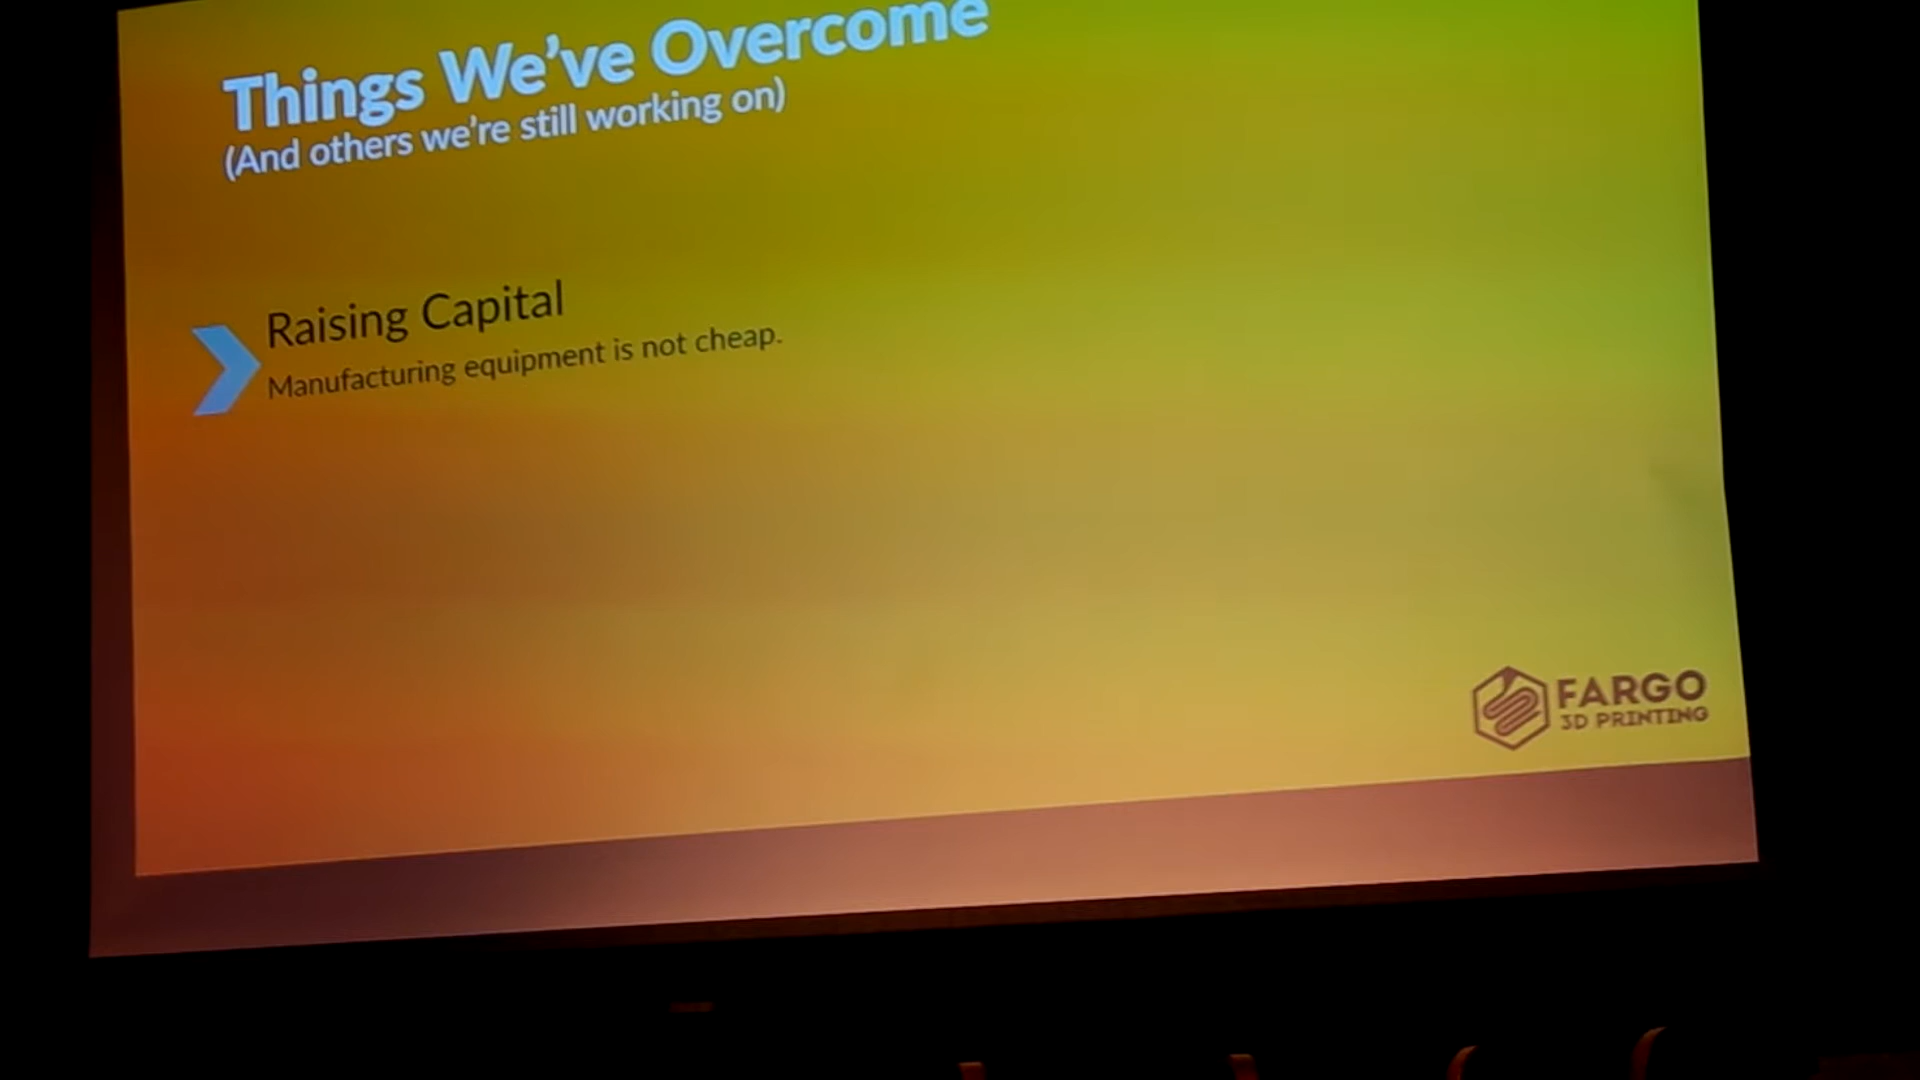 Things We've Overcome
(And others we're still working on)
Raising Capital
Manufacturing equipment is not cheap.
FARGO
3D PRINTING